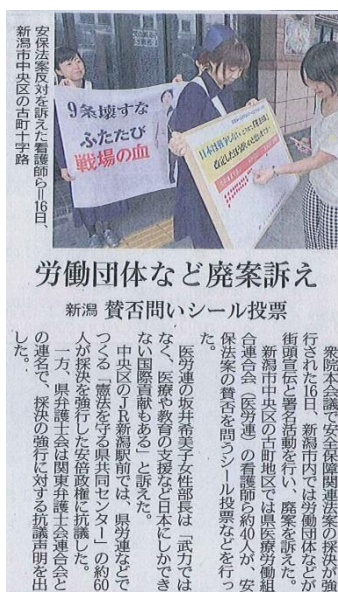 9条壊すな
ふたたび
戦場の血
安保法案反対を訴えた看護師ら=16日、
新潟市中央区の古町十字路
労働団体など廃案訴え
新潟 賛否問いシール投票
衆院本会議で安全保障関連法案の採決が強
行された16日、新潟市内では労働団体などが
街頭宣伝と署名活動を行い、廃案を訴えた。
新潟市中央区の古町地区では県医療労働組
合連合会(医労連)の看護師ら約40人が、安
保法案の賛否を問うシール投票などを行っ
た。
医労連の坂井希美子女性部長は「武力では
なく、医療や教育の支援など日本にしかでき
ない国際貢献もある」と訴えた。
中央区のJR新潟駅前では、県労連などで
つくる「憲法を守る県共同センター」の約60
人が採決を強行した安倍政権に抗議した。
一方、県弁護士会は関東弁護士会連合会と
の連名で、採決の強行に対する抗議声明を出
した。